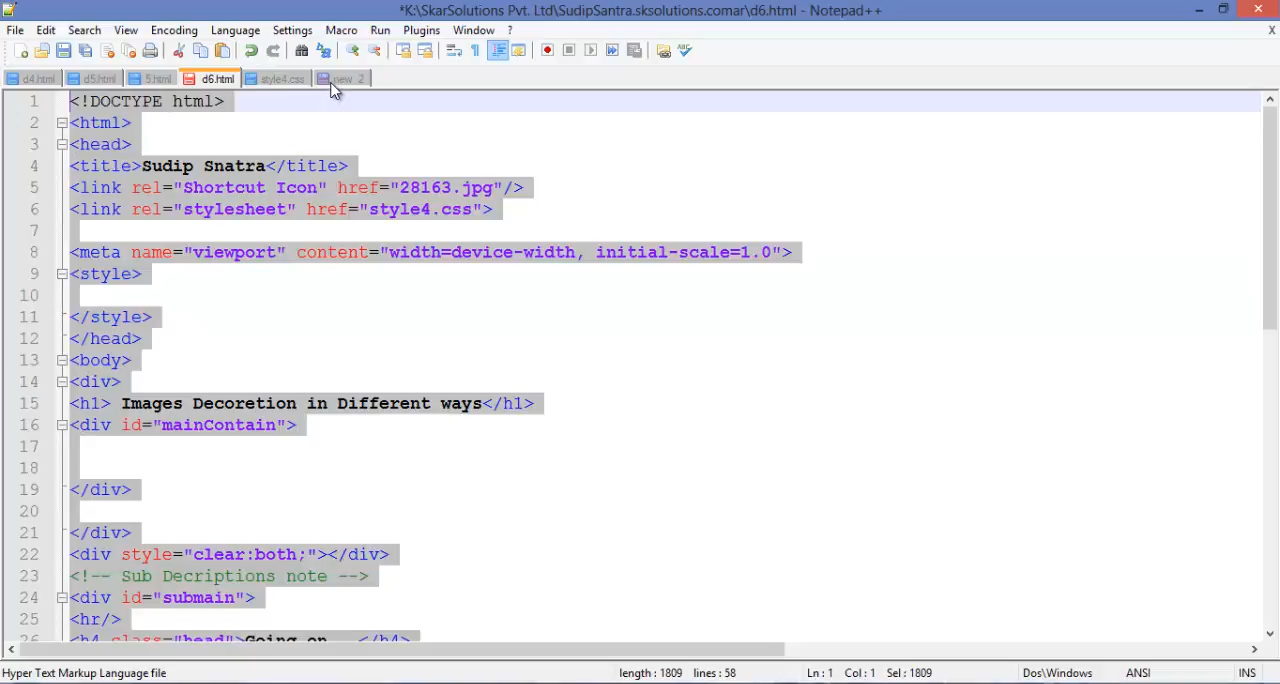 *K:\SkarSolutions Pvt. Ltd\SudipSantra.sksolutions.comar\d6.html - Notepad++
File Edit Search View Encoding Language Settings Macro Run Plugins Window ? X
d4.html d5.html 5.html d6.html style4.css new 2
1 <!DOCTYPE html>
2 <html>
3 <head>
4 <title>Sudip Snatra</title>
5 <link rel="Shortcut Icon" href="28163.jpg"/>
6 <link rel="stylesheet" href="style4.css">
7
8 <meta name="viewport" content="width=device-width, initial-scale=1.0">
9 <style>
10
11 </style>
12 </head>
13 <body>
14 <div>
15 <h1> Images Decoretion in Different ways</h1>
16 <div id="mainContain">
17
18
19 </div>
20
21 </div>
22 <div style="clear:both;"></div>
23 <!-- Sub Decriptions note -->
24 <div id="submain">
25 <hr/>
26 <h4 class="head">Going on...</h4>
Hyper Text Markup Language file length : 1809 lines : 58 Ln : 1 Col : 1 Sel : 1809 Dos\Windows ANSI INS